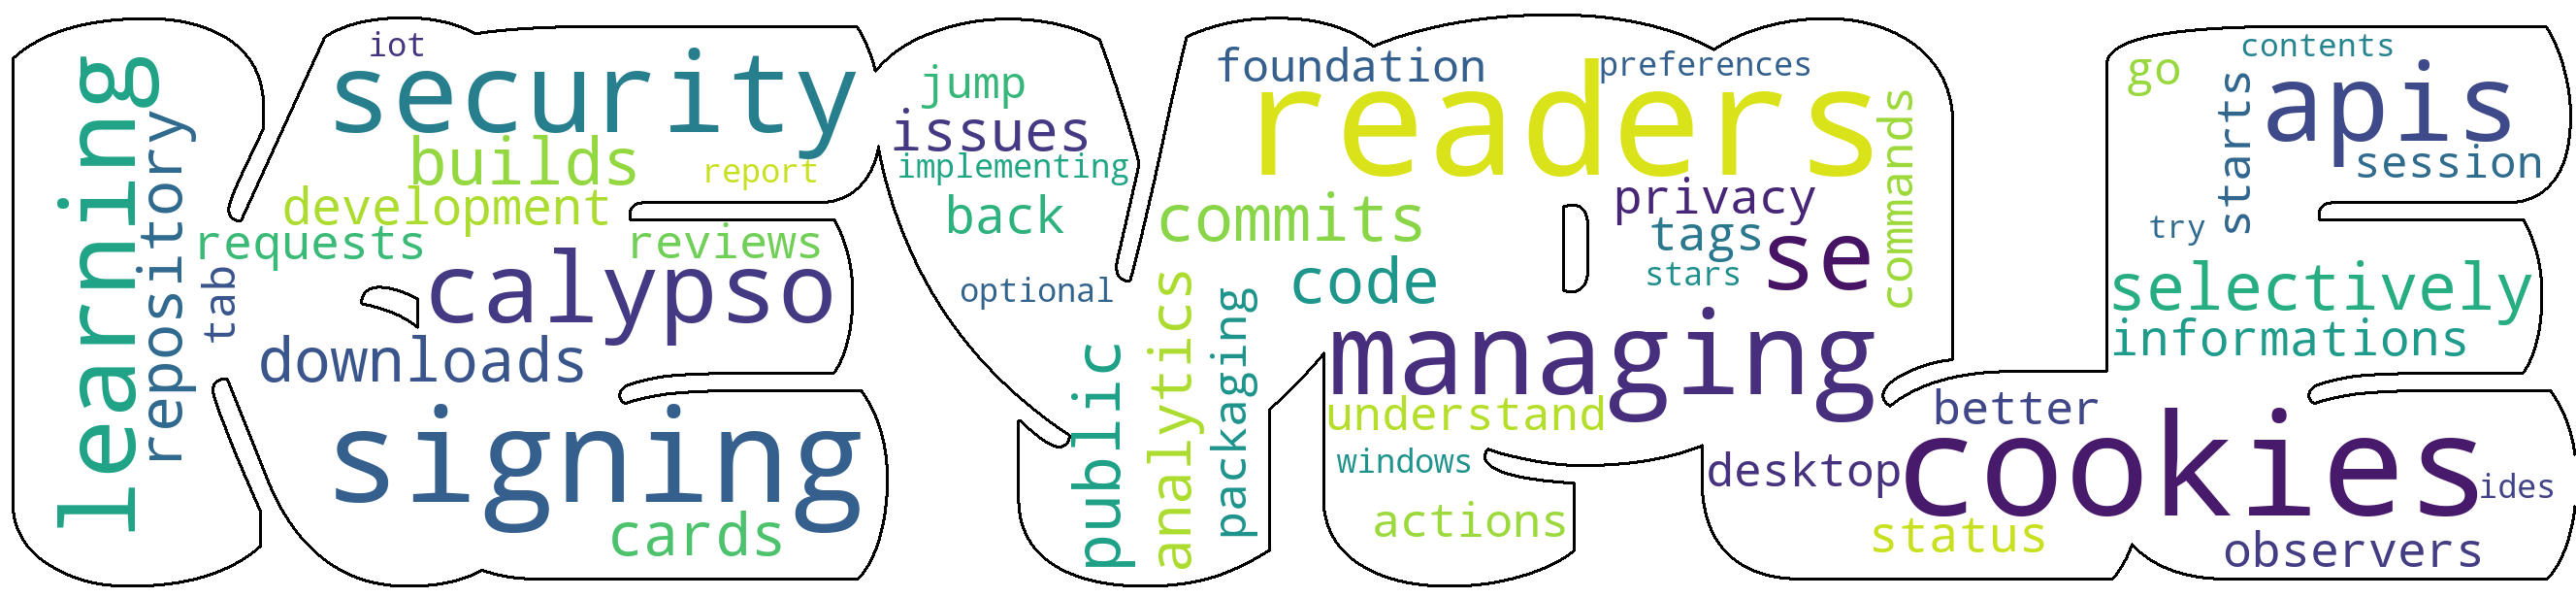 learning
repository
tab
iot
security
builds
report
development
requests
reviews
calypso
downloads
signing
cards
jump
issues
implementing
back
optional
public
analytics
packaging
foundation
preferences
readers
commands
privacy
commits
tags
se
stars
code
managing
understand
windows
actions
better
desktop
cookies
ides
status
observers
contents
go
starts
apis
session
try
selectively
informations